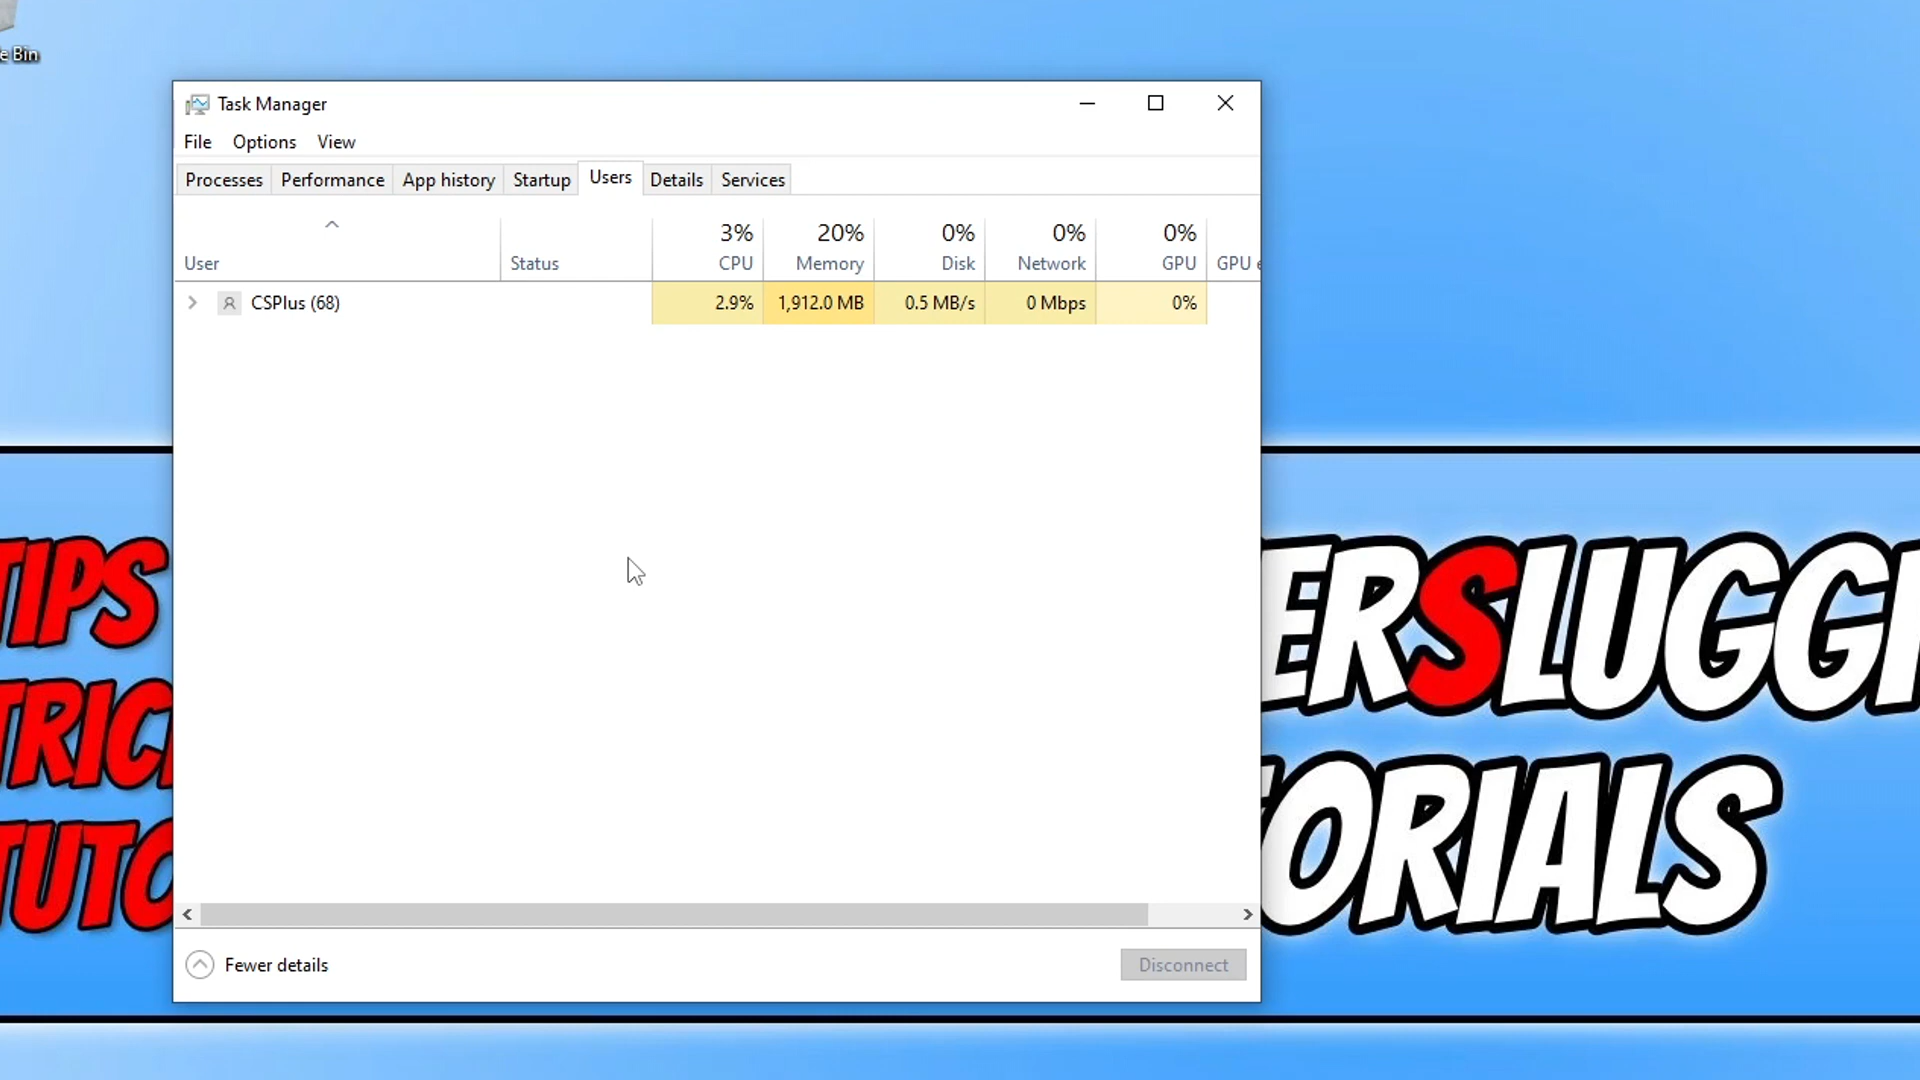 e Bin
Task Manager
File Options View
Processes Performance App history Startup Users Details Services
3% 20% 0% 0% 0%
User Status CPU Memory Disk Network GPU GPU e
CSPlus (68) 2.9% 1,912.0 MB 0.5 MB/s 0 Mbps 0%
TIPS
TRIC
TUTO
ERSLUGG
TORIALS
Fewer details Disconnect